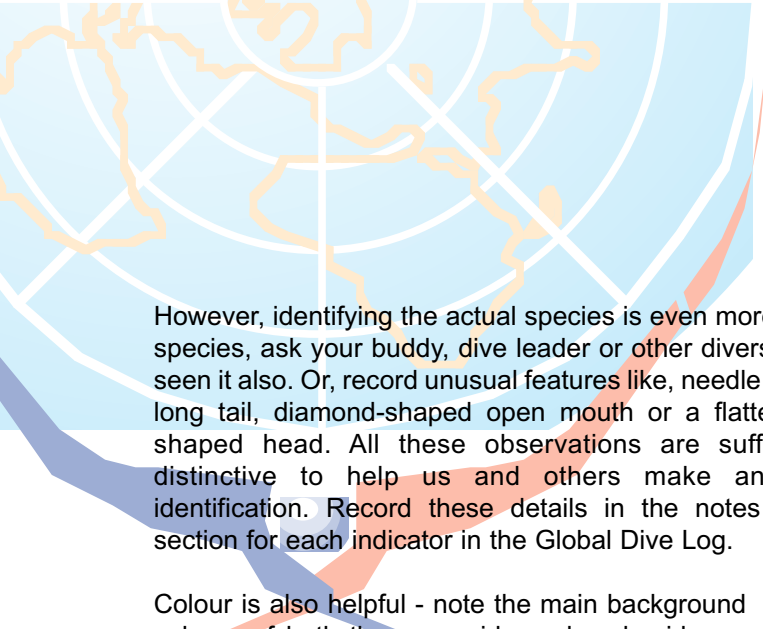 However, identifying the actual species is even more
species, ask your buddy, dive leader or other divers
seen it also. Or, record unusual features like, needle
long tail, diamond-shaped open mouth or a
shaped head. All these observations are
distinctive to help us and others make an
identification. Record these details in the notes
section for each indicator in the Global Dive Log.
Colour is also helpful - note the main background